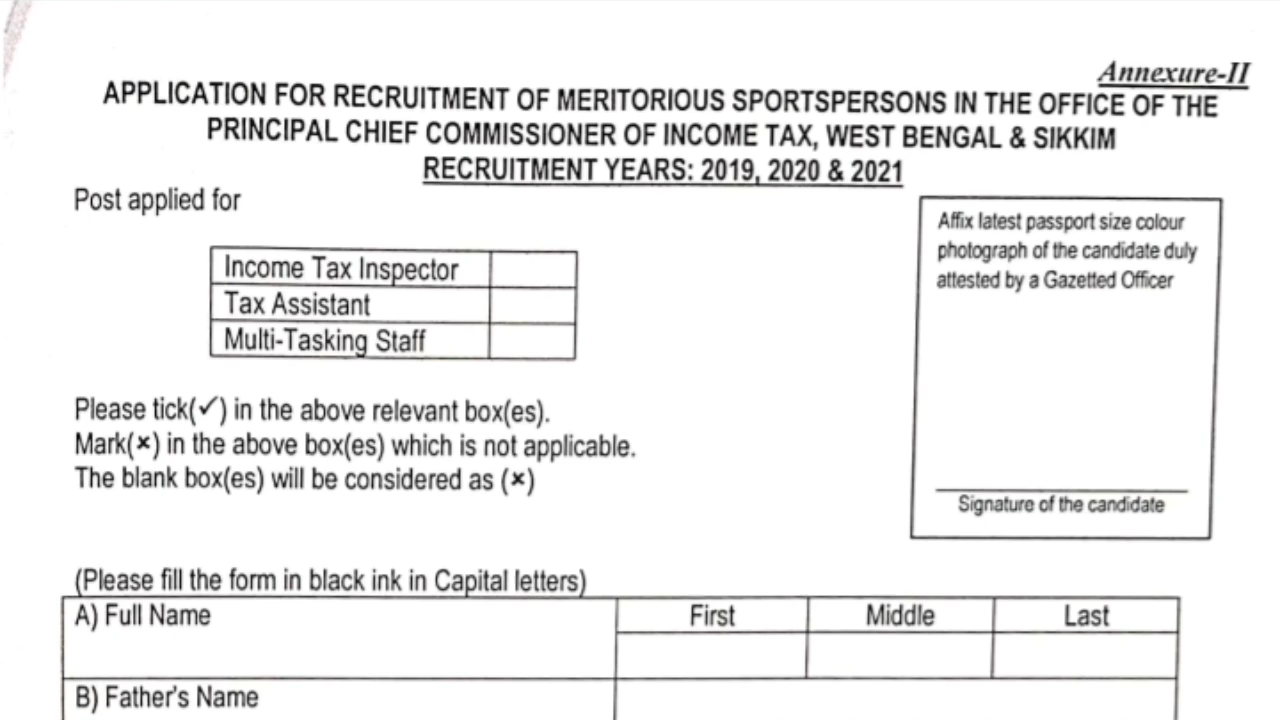 Annexure-II
APPLICATION FOR RECRUITMENT OF MERITORIOUS SPORTSPERSONS IN THE OFFICE OF THE
PRINCIPAL CHIEF COMMISSIONER OF INCOME TAX, WEST BENGAL & SIKKIM
RECRUITMENT YEARS: 2019, 2020 & 2021
Post applied for
Affix latest passport size colour
photograph of the candidate duly
attested by a Gazetted Officer
Income Tax Inspector
Tax Assistant
Multi-Tasking Staff
Please tick(✓) in the above relevant box(es).
Mark(×) in the above box(es) which is not applicable.
The blank box(es) will be considered as (×)
Signature of the candidate
(Please fill the form in black ink in Capital letters)
A) Full Name First Middle Last
B) Father's Name